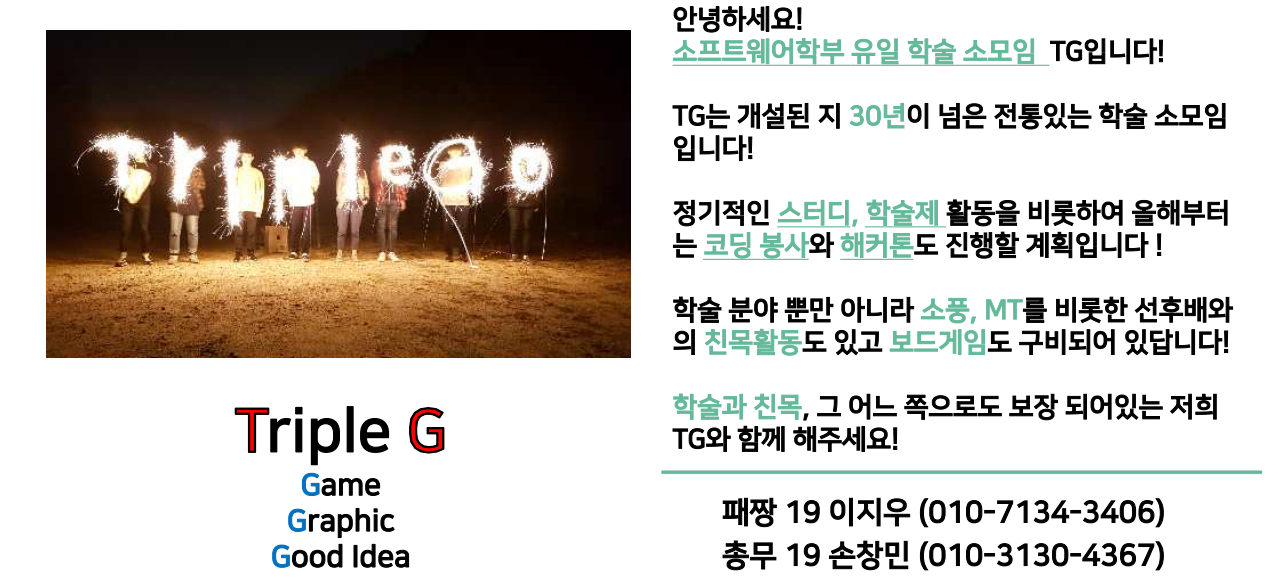 TripleGo
Triple G
Game
Graphic
Good Idea
안녕하세요!
소프트웨어학부 유일 학술 소모임 TG입니다!
TG는 개설된 지 30년이 넘은 전통있는 학술 소모임
입니다!
정기적인 스터디, 학술제 활동을 비롯하여 올해부터
는 코딩 봉사와 해커톤도 진행할 계획입니다 !
학술 분야 뿐만 아니라 소풍, MT를 비롯한 선후배와
의 친목활동도 있고 보드게임도 구비되어 있답니다!
학술과 친목, 그 어느 쪽으로도 보장 되어있는 저희
TG와 함께 해주세요!
패짱 19 이지우 (010-7134-3406)
총무 19 손창민 (010-3130-4367)